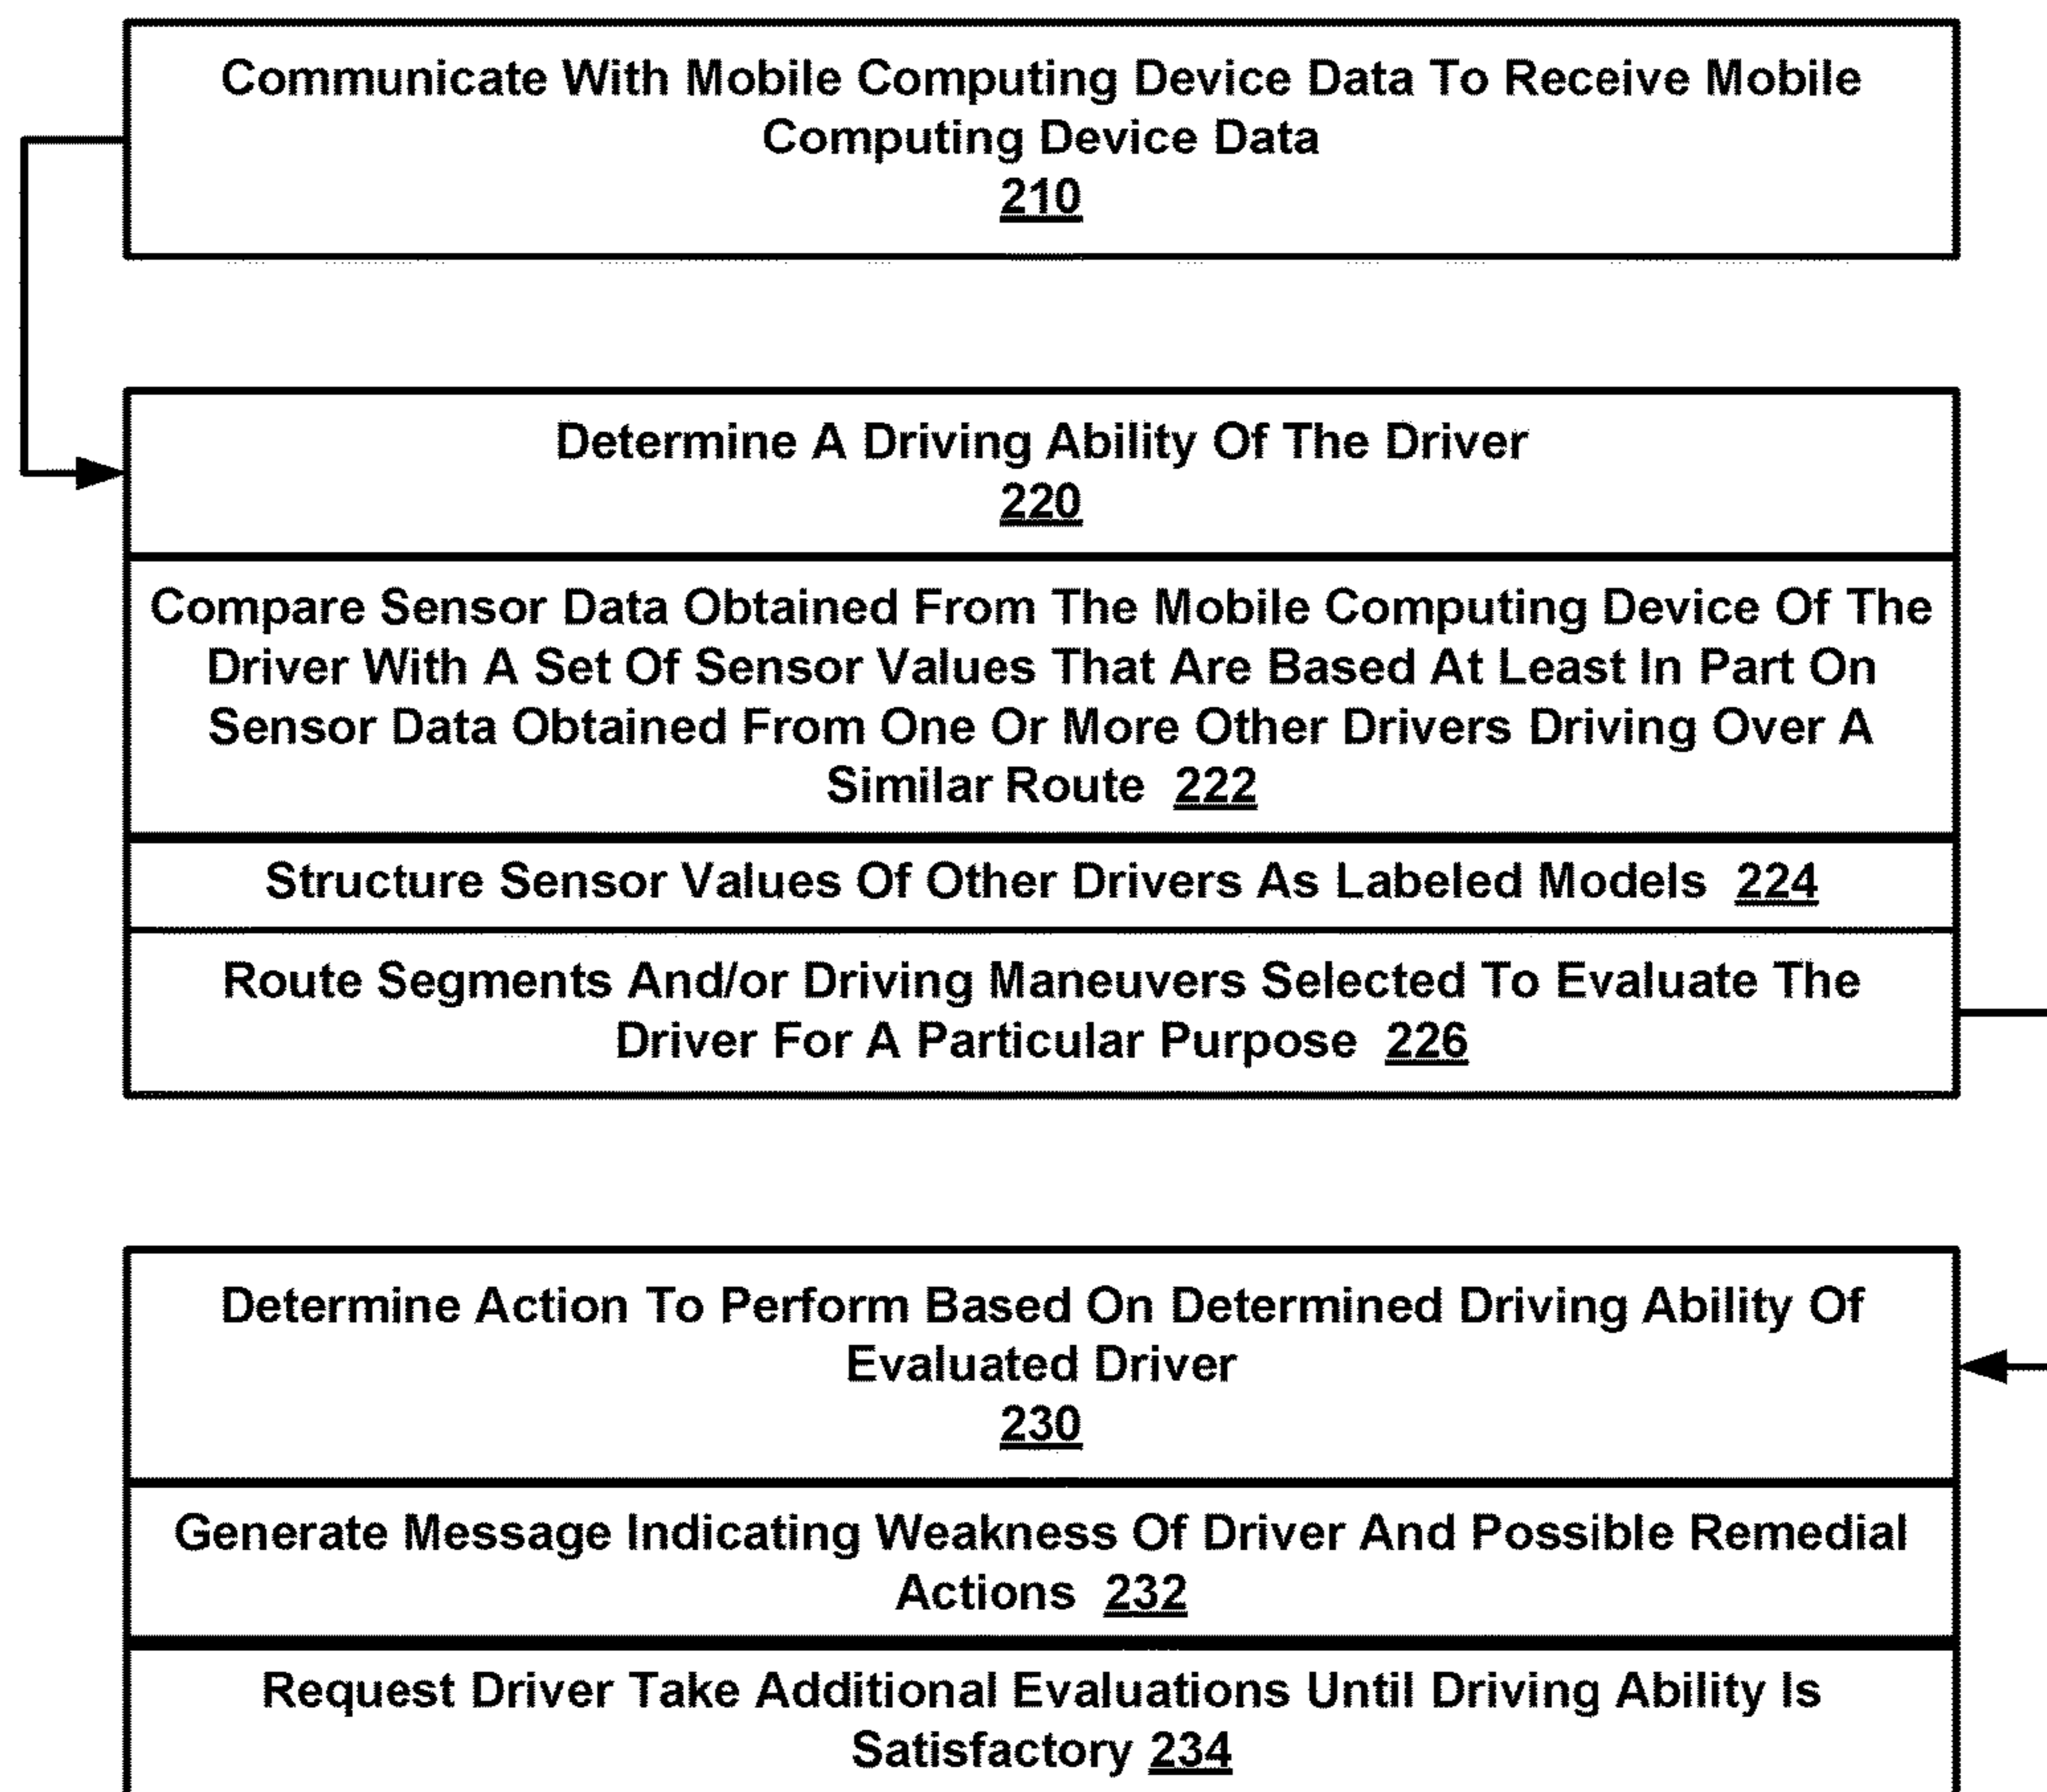 Communicate With Mobile Computing Device Data To Receive Mobile
Computing Device Data
210
Determine A Driving Ability Of The Driver
220
Compare Sensor Data Obtained From The Mobile Computing Device Of The
Driver With A Set Of Sensor Values That Are Based At Least In Part On
Sensor Data Obtained From One Or More Other Drivers Driving Over A
Similar Route 222
Structure Sensor Values Of Other Drivers As Labeled Models 224
Route Segments And/or Driving Maneuvers Selected To Evaluate The
Driver For A Particular Purpose 226
Determine Action To Perform Based On Determined Driving Ability Of
Evaluated Driver
230
Generate Message Indicating Weakness Of Driver And Possible Remedial
Actions 232
Request Driver Take Additional Evaluations Until Driving Ability Is
Satisfactory 234